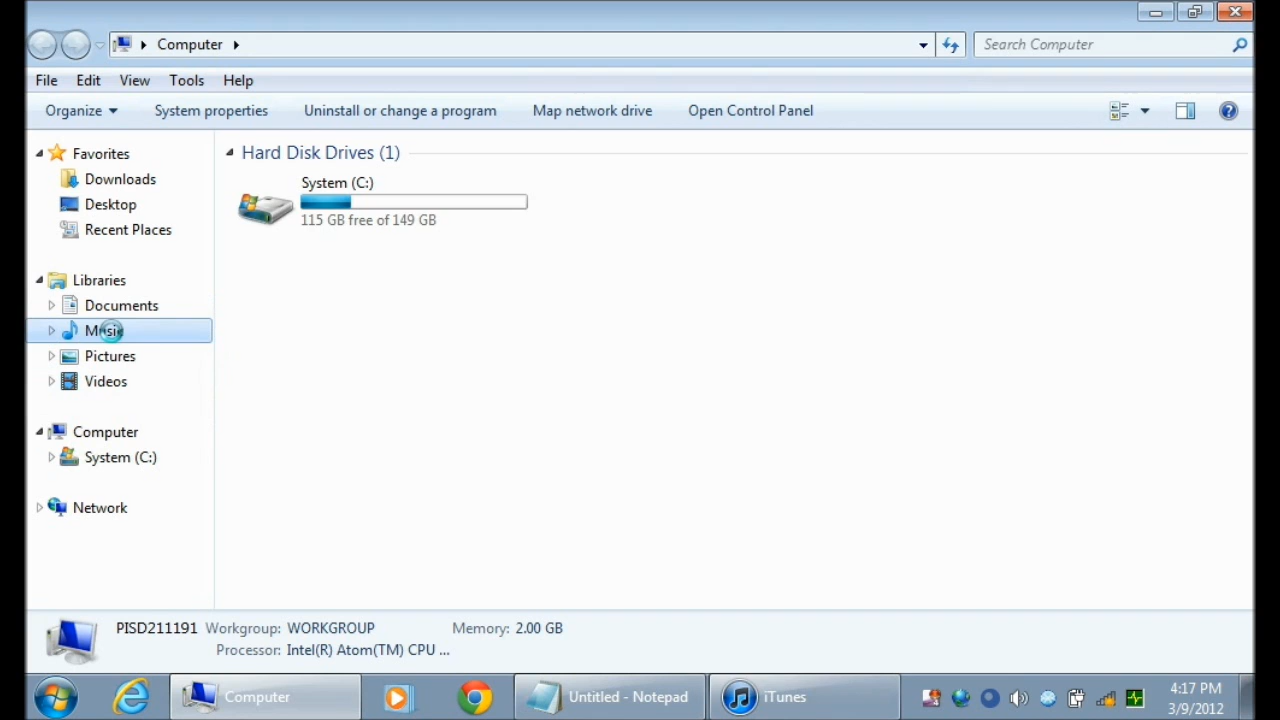 Computer
Search Computer
File Edit View Tools Help
Organize System properties Uninstall or change a program Map network drive Open Control Panel
Favorites
Downloads
Desktop
Recent Places
Libraries
Documents
Music
Pictures
Videos
Computer
System (C:)
Network
Hard Disk Drives (1)
System (C:)
115 GB free of 149 GB
PISD211191 Workgroup: WORKGROUP Memory: 2.00 GB
Processor: Intel(R) Atom(TM) CPU ...
Computer
Untitled - Notepad
iTunes
4:17 PM
3/9/2012